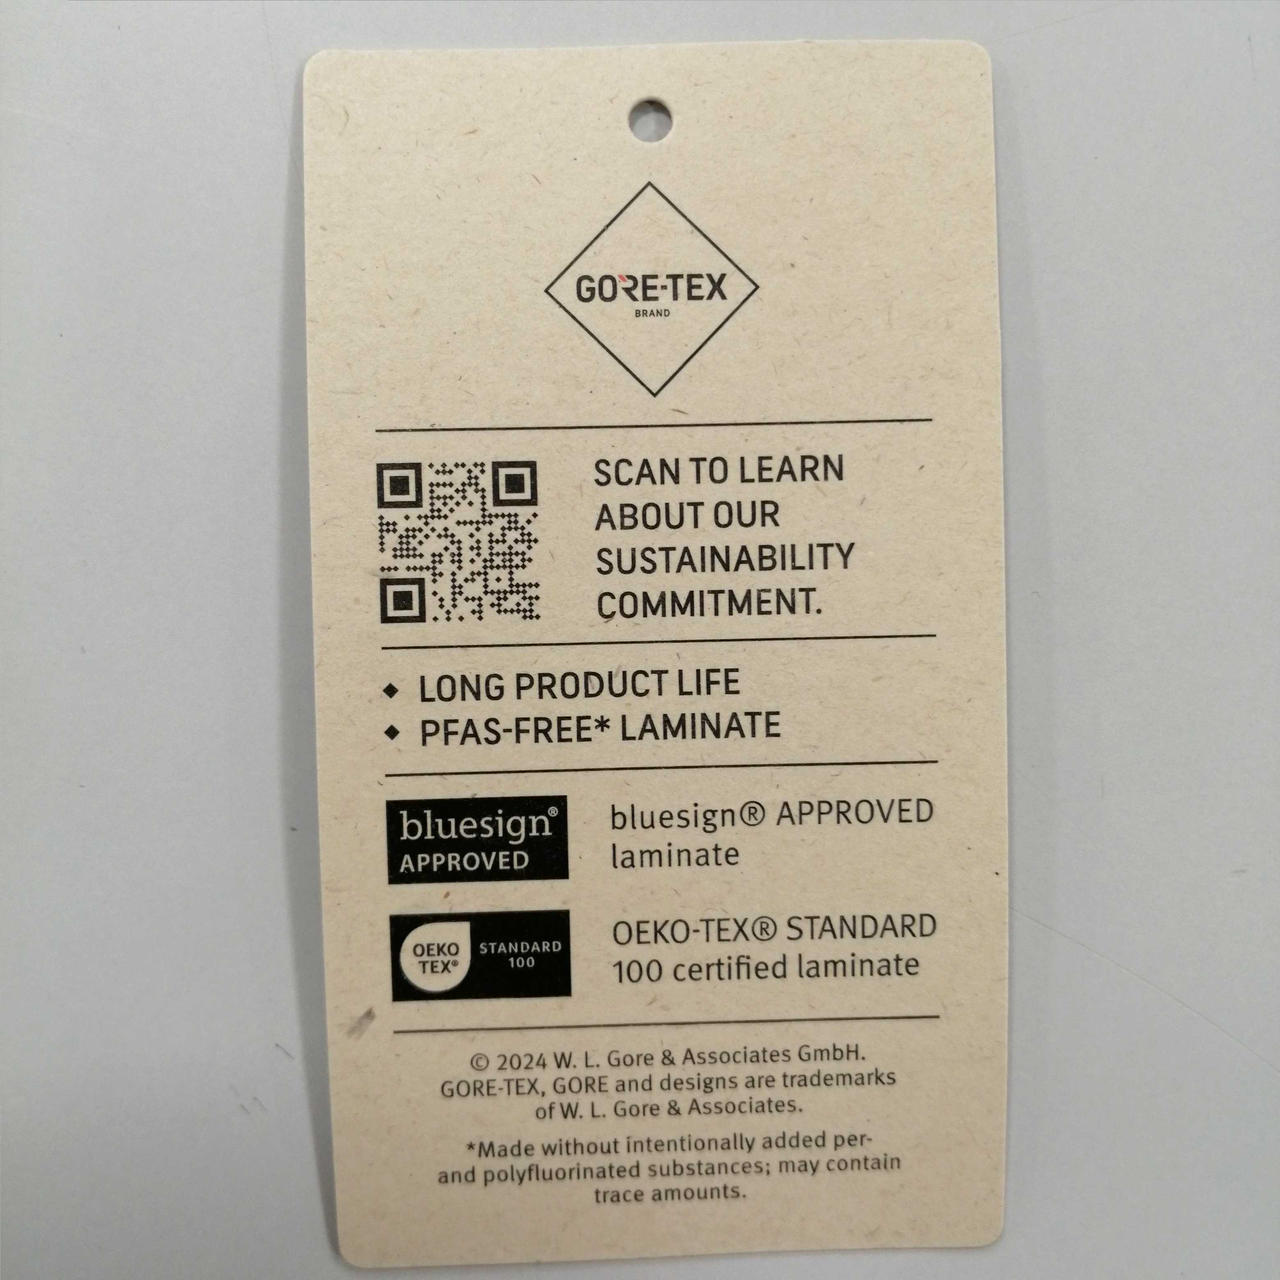 GORE-TEX
BRAND
SCAN TO LEARN
ABOUT OUR
SUSTAINABILITY
COMMITMENT.
◆ LONG PRODUCT LIFE
◆ PFAS-FREE* LAMINATE
bluesign®
APPROVED
bluesign® APPROVED
laminate
OEKO
TEX®
STANDARD
100
OEKO-TEX® STANDARD
100 certified laminate
© 2024 W. L. Gore & Associates GmbH.
GORE-TEX, GORE and designs are trademarks
of W. L. Gore & Associates.
*Made without intentionally added per-
and polyfluorinated substances; may contain
trace amounts.